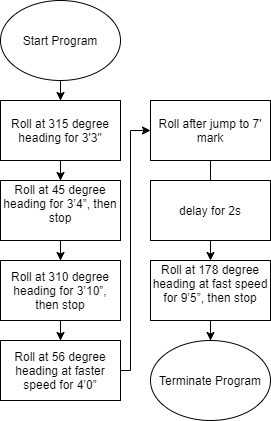 Start Program
Roll at 315 degree
heading for 3'3"
Roll at 45 degree
heading for 3’4”, then
stop
Roll at 310 degree
heading for 3’10”,
then stop
Roll at 56 degree
heading at faster
speed for 4’0”
Roll after jump to 7'
mark
delay for 2s
Roll at 178 degree
heading at fast speed
for 9’5”, then stop
Terminate Program